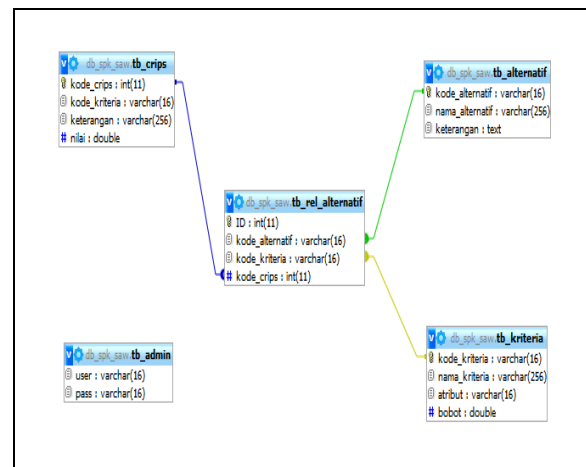 db_spk_saw.tb_crips
kode_crips : int(11)
kode_kriteria : varchar(16)
keterangan : varchar(256)
# nilai : double
db_spk_saw.tb_alternatif
kode_alternatif : varchar(16)
nama_alternatif : varchar(256)
keterangan : text
db_spk_saw.tb_rel_alternatif
ID : int(11)
kode_alternatif : varchar(16)
kode_kriteria : varchar(16)
# kode_crips : int(11)
db_spk_saw.tb_admin
user : varchar(16)
pass : varchar(16)
db_spk_saw.tb_kriteria
kode_kriteria : varchar(16)
nama_kriteria : varchar(256)
atribut : varchar(16)
# bobot : double